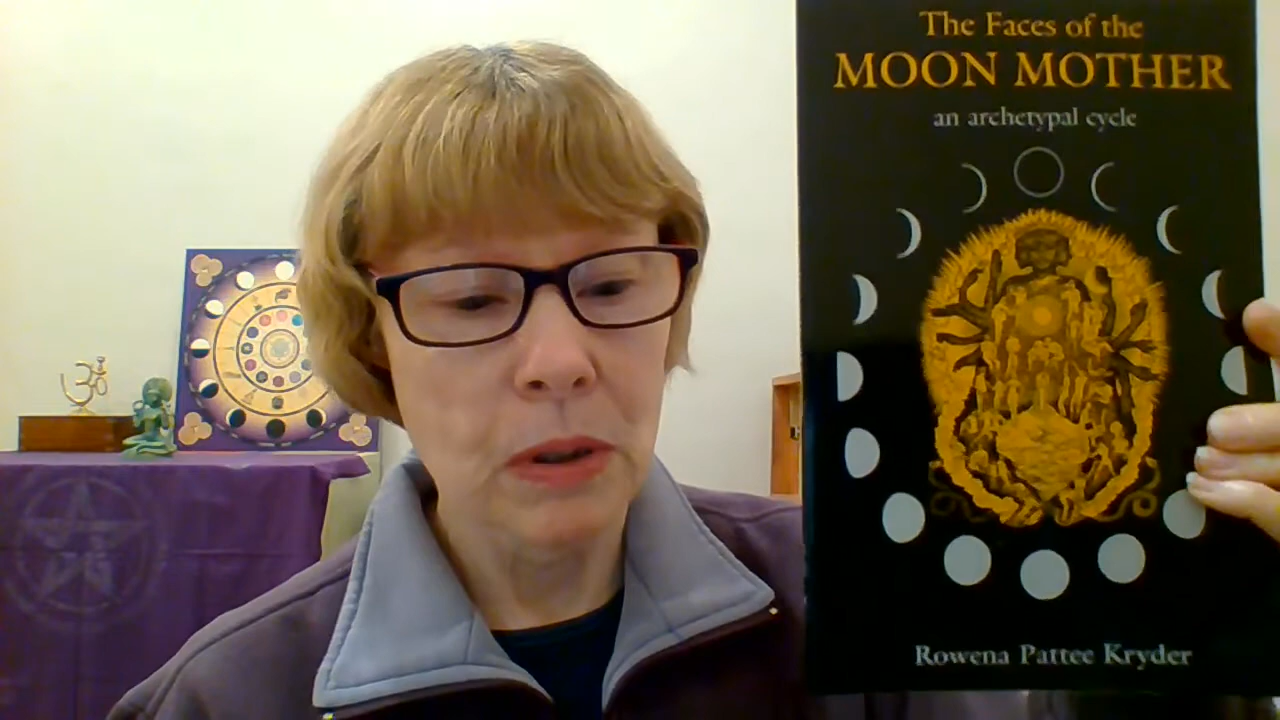 The Faces of the
MOON MOTHER
an archetypal cycle
Rowena Pattee Kryder